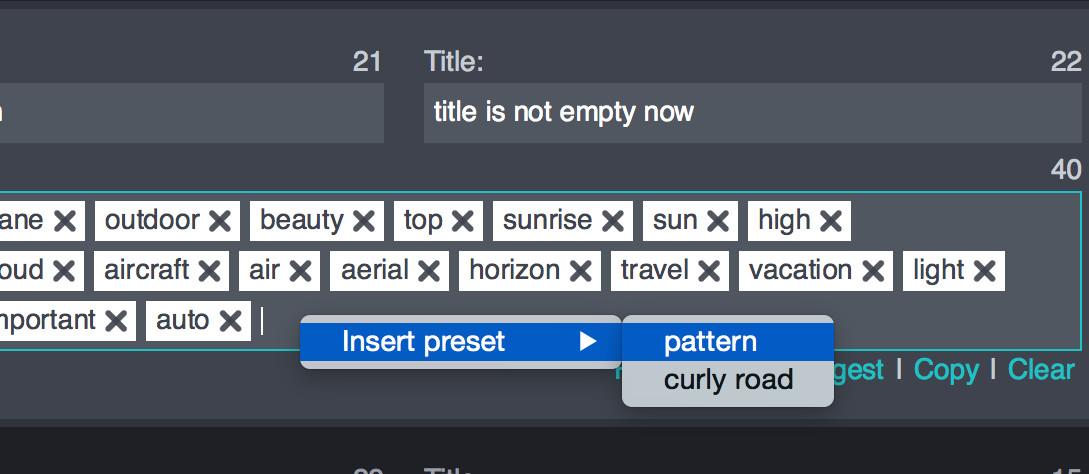 21 Title: 22
title is not empty now
40
outdoor beauty top sunrise sun high
aircraft air aerial horizon travel vacation light
auto
Insert preset pattern
curly road
Copy | Clear